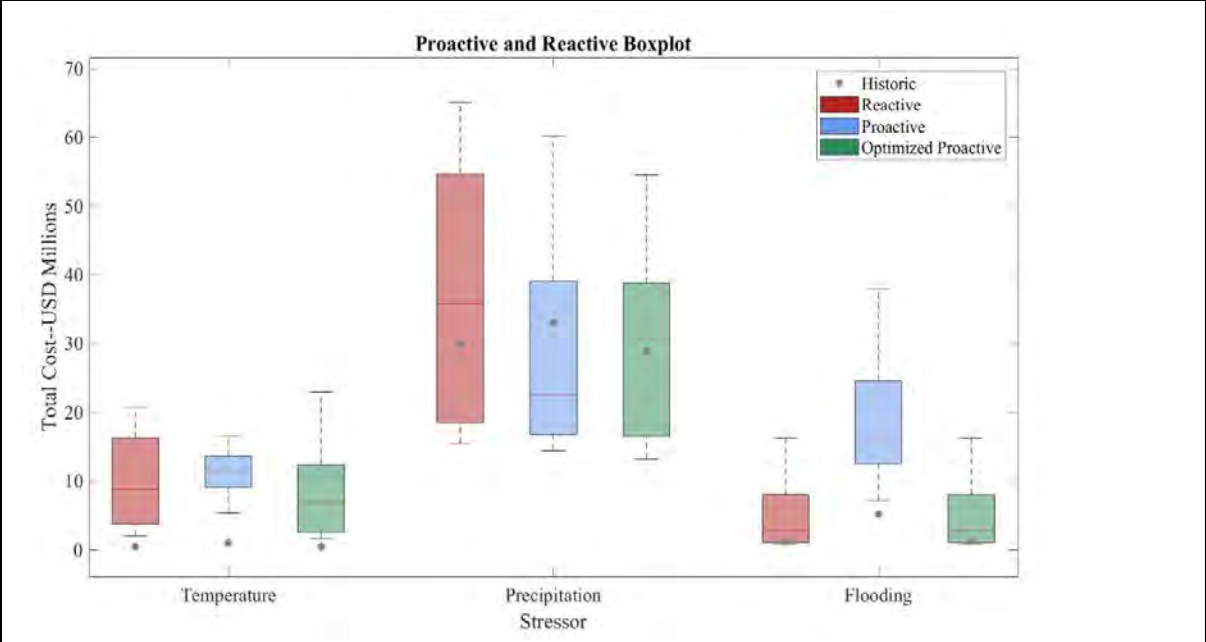 Proactive and Reactive Boxplot
70
60
50
40
30
20
10
0
Total Cost--USD Millions
Historic
Reactive
Proactive
Optimized Proactive
Temperature
Precipitation
Flooding
Stressor